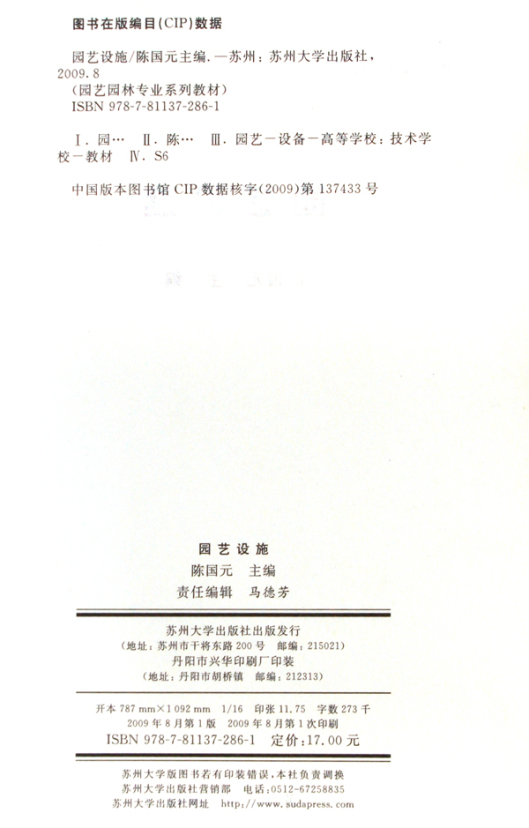 图书在版编目(CIP)数据
园艺设施/陈国元主编.—苏州：苏州大学出版社，
2009.8
(园艺园林专业系列教材)
ISBN 978-7-81137-286-1
Ⅰ. 园… Ⅱ. 陈… Ⅲ. 园艺－设备－高等学校：技术学
校－教材 Ⅳ. S6
中国版本图书馆 CIP 数据核字(2009)第 137433 号
园艺设施
陈国元 主编
责任编辑 马德芳
苏州大学出版社出版发行
(地址：苏州市干将东路 200 号 邮编：215021)
丹阳市兴华印刷厂印装
(地址：丹阳市胡桥镇 邮编：212313)
开本 787 mm×1 092 mm 1/16 印张 11.75 字数 273 千
2009 年 8 月第 1 版 2009 年 8 月第 1 次印刷
ISBN 978-7-81137-286-1 定价：17.00 元
苏州大学版图书若有印装错误，本社负责调换
苏州大学出版社营销部 电话：0512-67258835
苏州大学出版社网址 http://www.sudapress.com